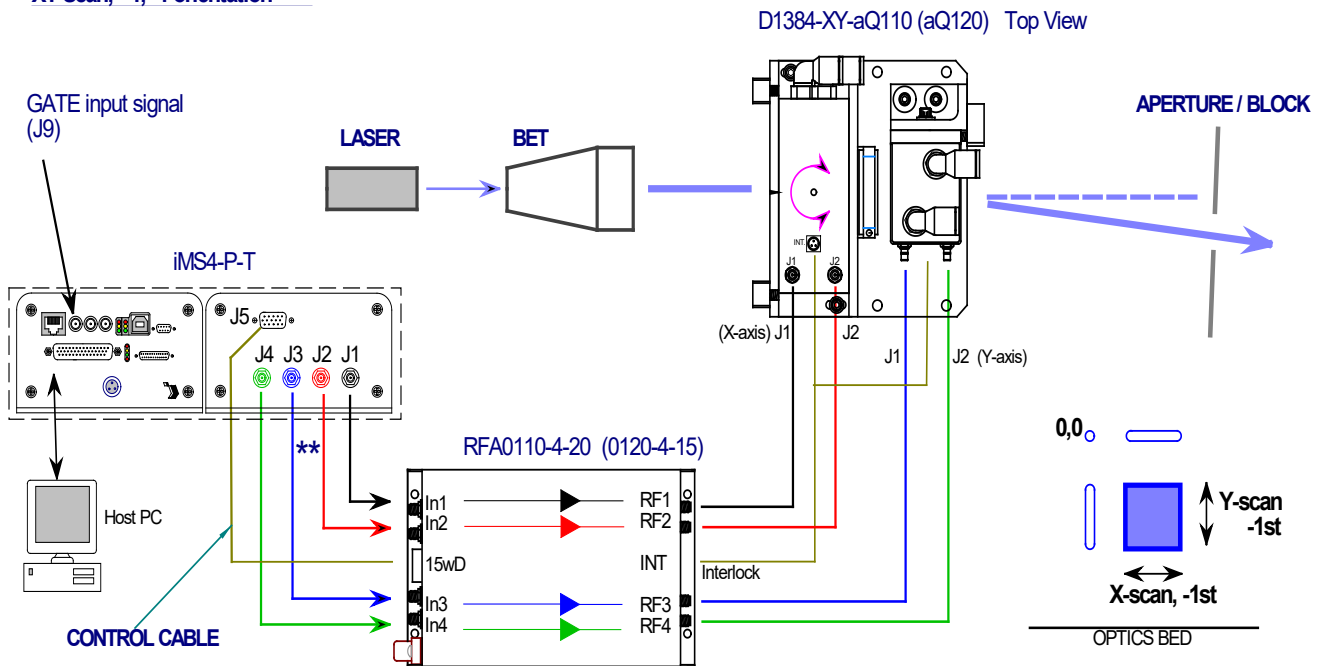 D1384-XY-aQ110 (aQ120) Top View
GATE input signal
(J9)
LASER
BET
APERTURE / BLOCK
INT.
J1
J2
iMS4-P-T
J5
J4
J3
J2
J1
(X-axis) J1
J2
J1
J2 (Y-axis)
**
RFA0110-4-20 (0120-4-15)
0,0
Host PC
In1
RF1
In2
RF2
15wD
INT
Interlock
In3
RF3
In4
RF4
Y-scan
-1st
X-scan, -1st
CONTROL CABLE
OPTICS BED